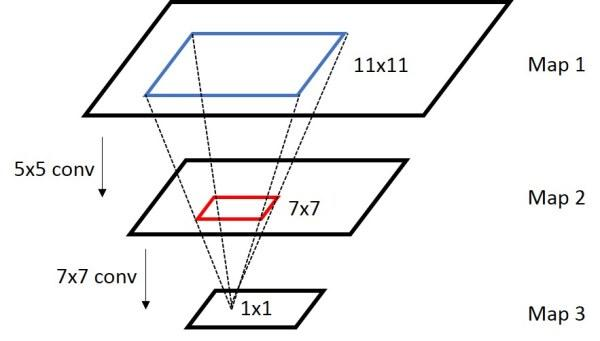 11x11
Map 1
5x5 conv
7x7
Map 2
7x7 conv
1x1
Map 3